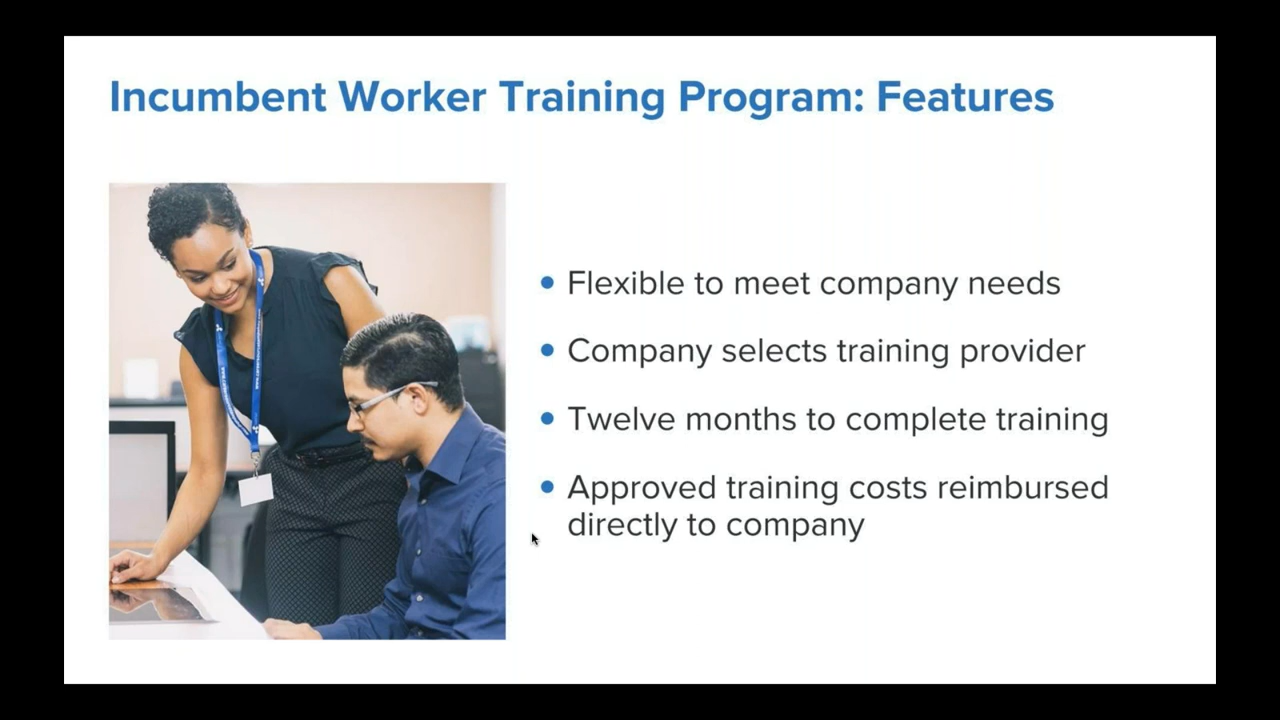 Incumbent Worker Training Program: Features
Flexible to meet company needs
Company selects training provider
Twelve months to complete training
Approved training costs reimbursed
directly to company